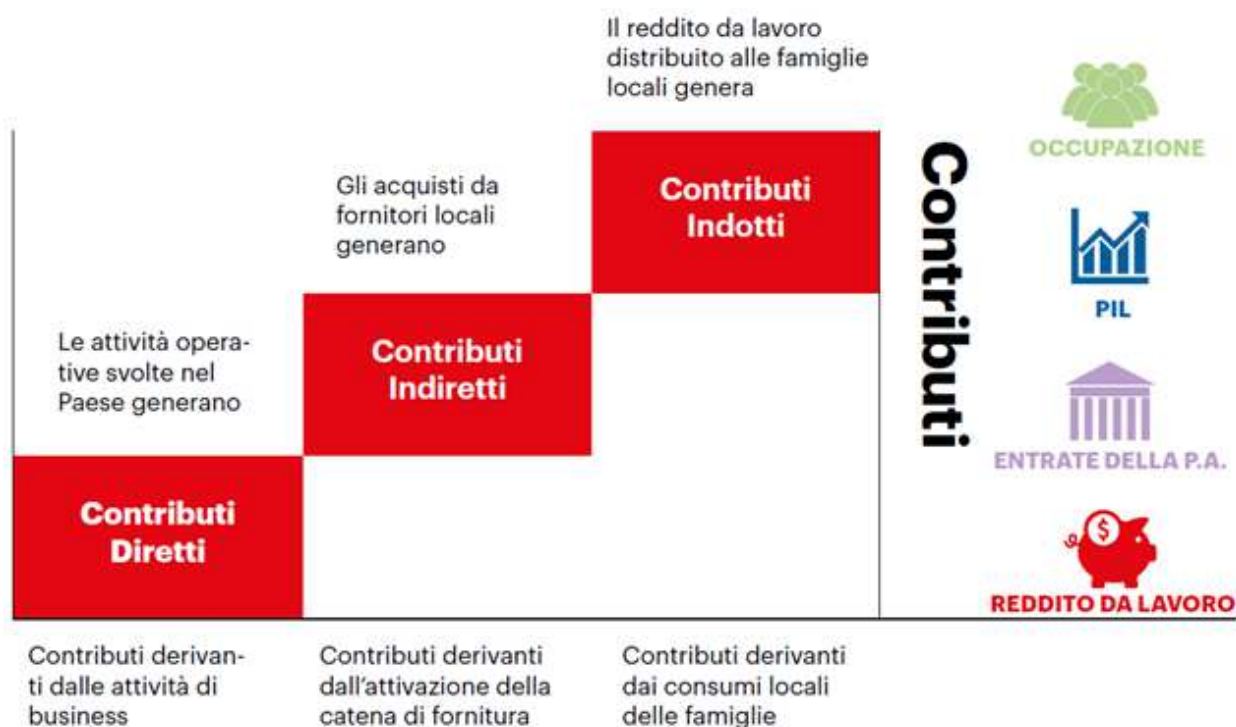 Il reddito da lavoro
distribuito alle famiglie
locali genera
Gli acquisti da
fornitori locali
generano
Le attività opera-
tive svolte nel
Paese generano
Contributi
Diretti
Contributi
Indiretti
Contributi
Indotti
Contributi derivan-
ti dalle attività di
business
Contributi derivanti
dall'attivazione della
catena di fornitura
Contributi derivanti
dai consumi locali
delle famiglie
Contributi
OCCUPAZIONE
PIL
ENTRATE DELLA P.A.
$
REDDITO DA LAVORO